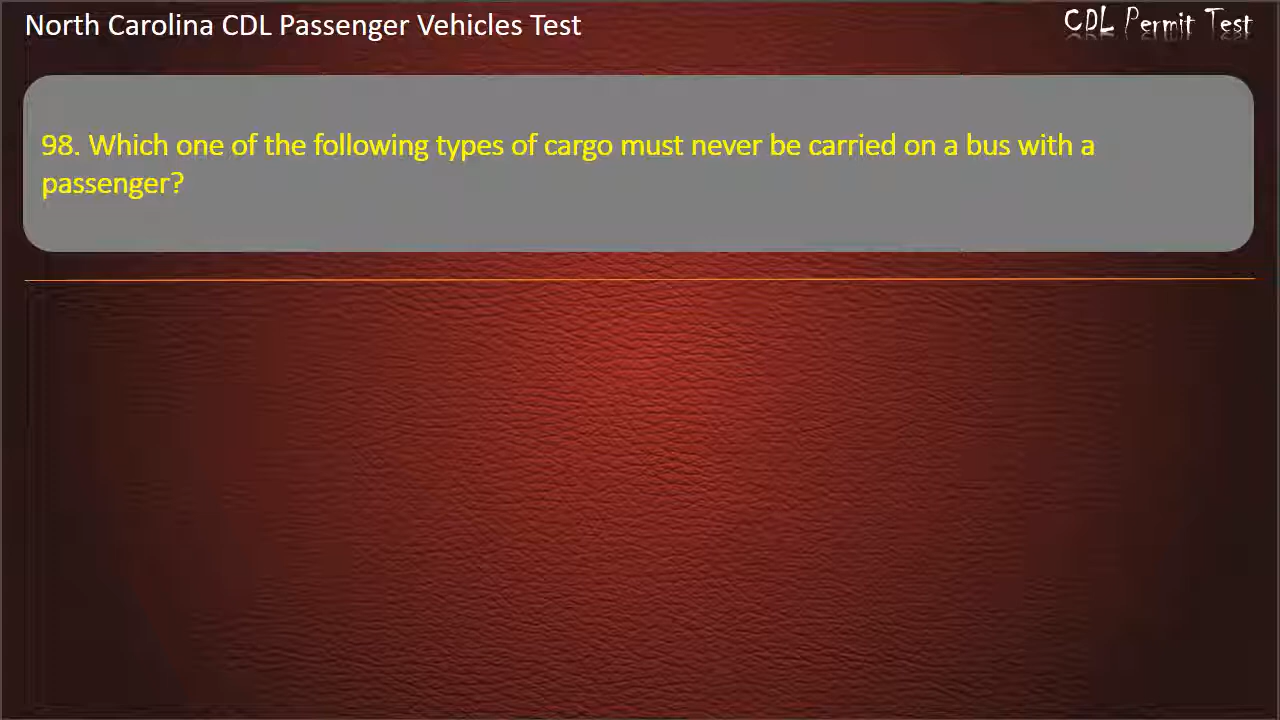 North Carolina CDL Passenger Vehicles Test
CDL Permit Test
98. Which one of the following types of cargo must never be carried on a bus with a
passenger?